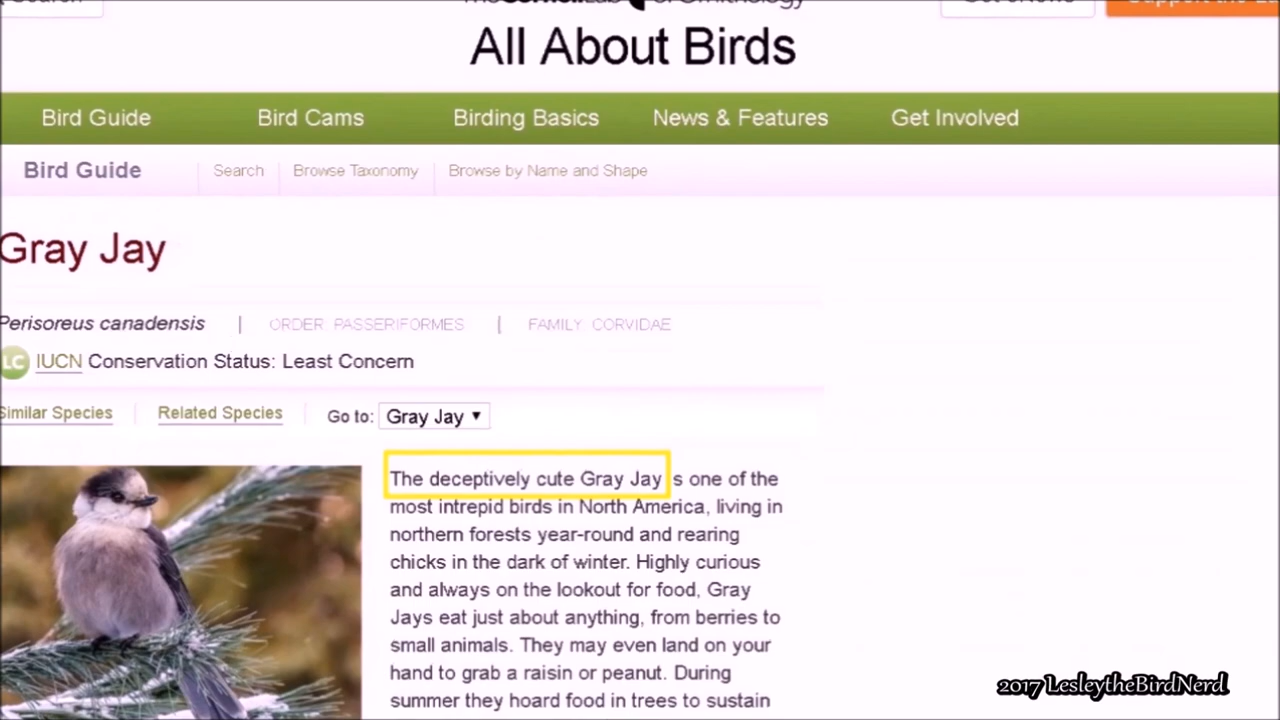 All About Birds
Bird Guide Bird Cams Birding Basics News & Features Get Involved
Bird Guide Search Browse Taxonomy Browse by Name and Shape
Gray Jay
Perisoreus canadensis | ORDER: PASSERIFORMES | FAMILY: CORVIDAE
LC IUCN Conservation Status: Least Concern
Similar Species Related Species Go to: Gray Jay ▼
The deceptively cute Gray Jay is one of the
most intrepid birds in North America, living in
northern forests year-round and rearing
chicks in the dark of winter. Highly curious
and always on the lookout for food, Gray
Jays eat just about anything, from berries to
small animals. They may even land on your
hand to grab a raisin or peanut. During
summer they hoard food in trees to sustain
2017 LesleytheBirdNerd